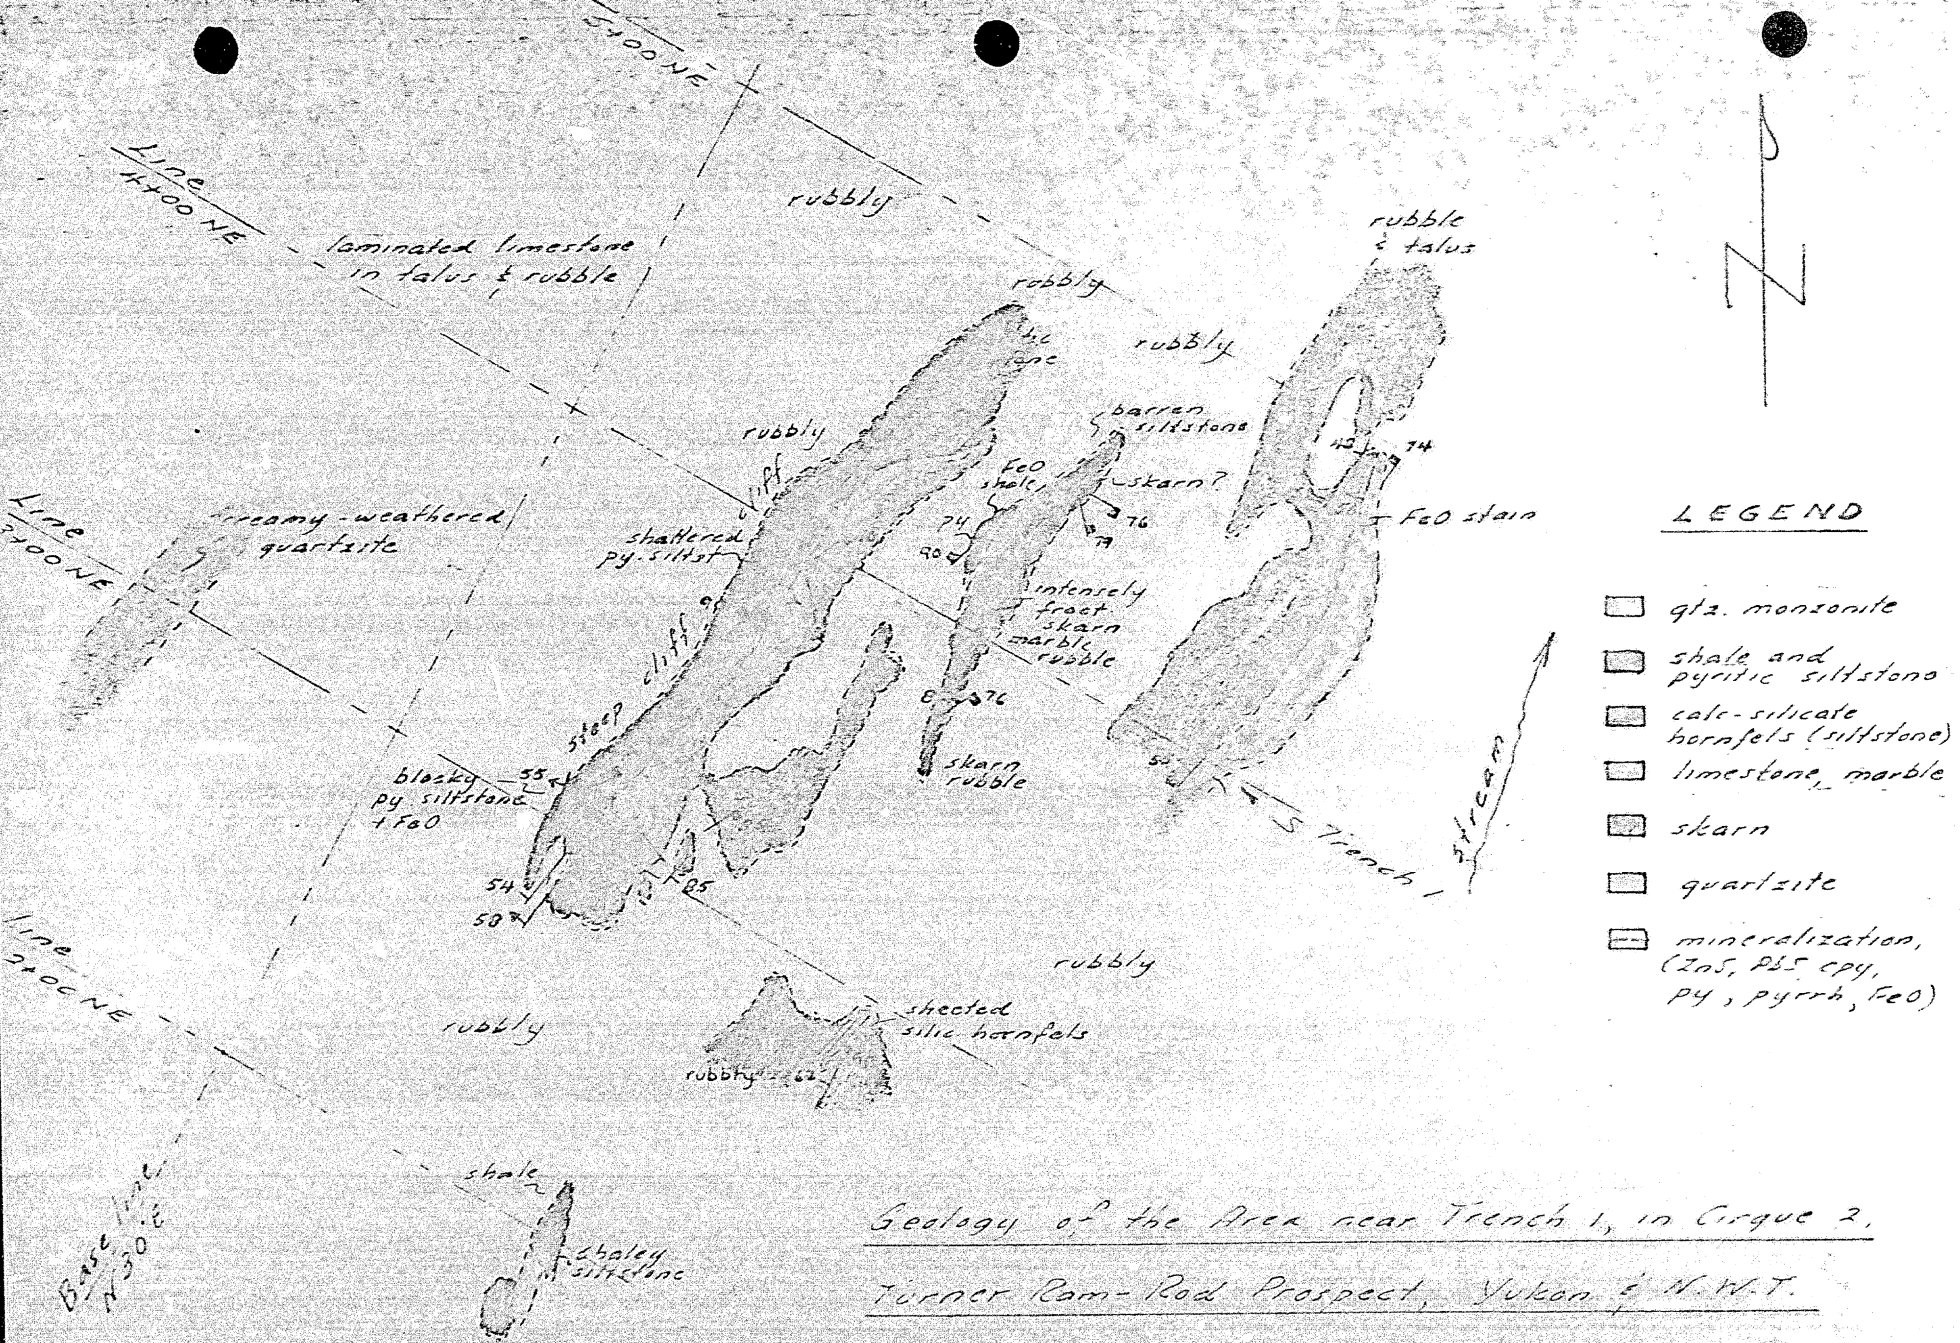 5+00 NE
Line
4+00 NE
laminated limestone
in talus & rubble
rubbly
rubbly
rubbly
rubble
& talus
rubbly
cliff
barren
siltstone
FeO
shale
skarn?
74
90
76
43
74
FeO stain
Line
3+00 NE
creamy-weathered
quartzite
shattered
py. siltst
intensely
fract.
skarn
marble
rubble
cliff
steep
76
skarn
rubble
blocky
py. siltstone
+ FeO
55
54
58
85
S
Trench 1
stream
line
2+00 NE
rubbly
rubbly
sheeted
silic hornfels
rubbly
62
shale
shaley
siltstone
Base line
N 30 E
LEGEND
qtz. monzonite
shale and
pyritic siltstone
calc-silicate
hornfels (siltstone)
limestone, marble
skarn
quartzite
mineralization,
(ZnS, PbS cpy,
py, pyrrh, FeO)
Geology of the Area near Trench 1, in Cirque 2,
Turner Ram-Rod Prospect, Yukon & N.W.T.